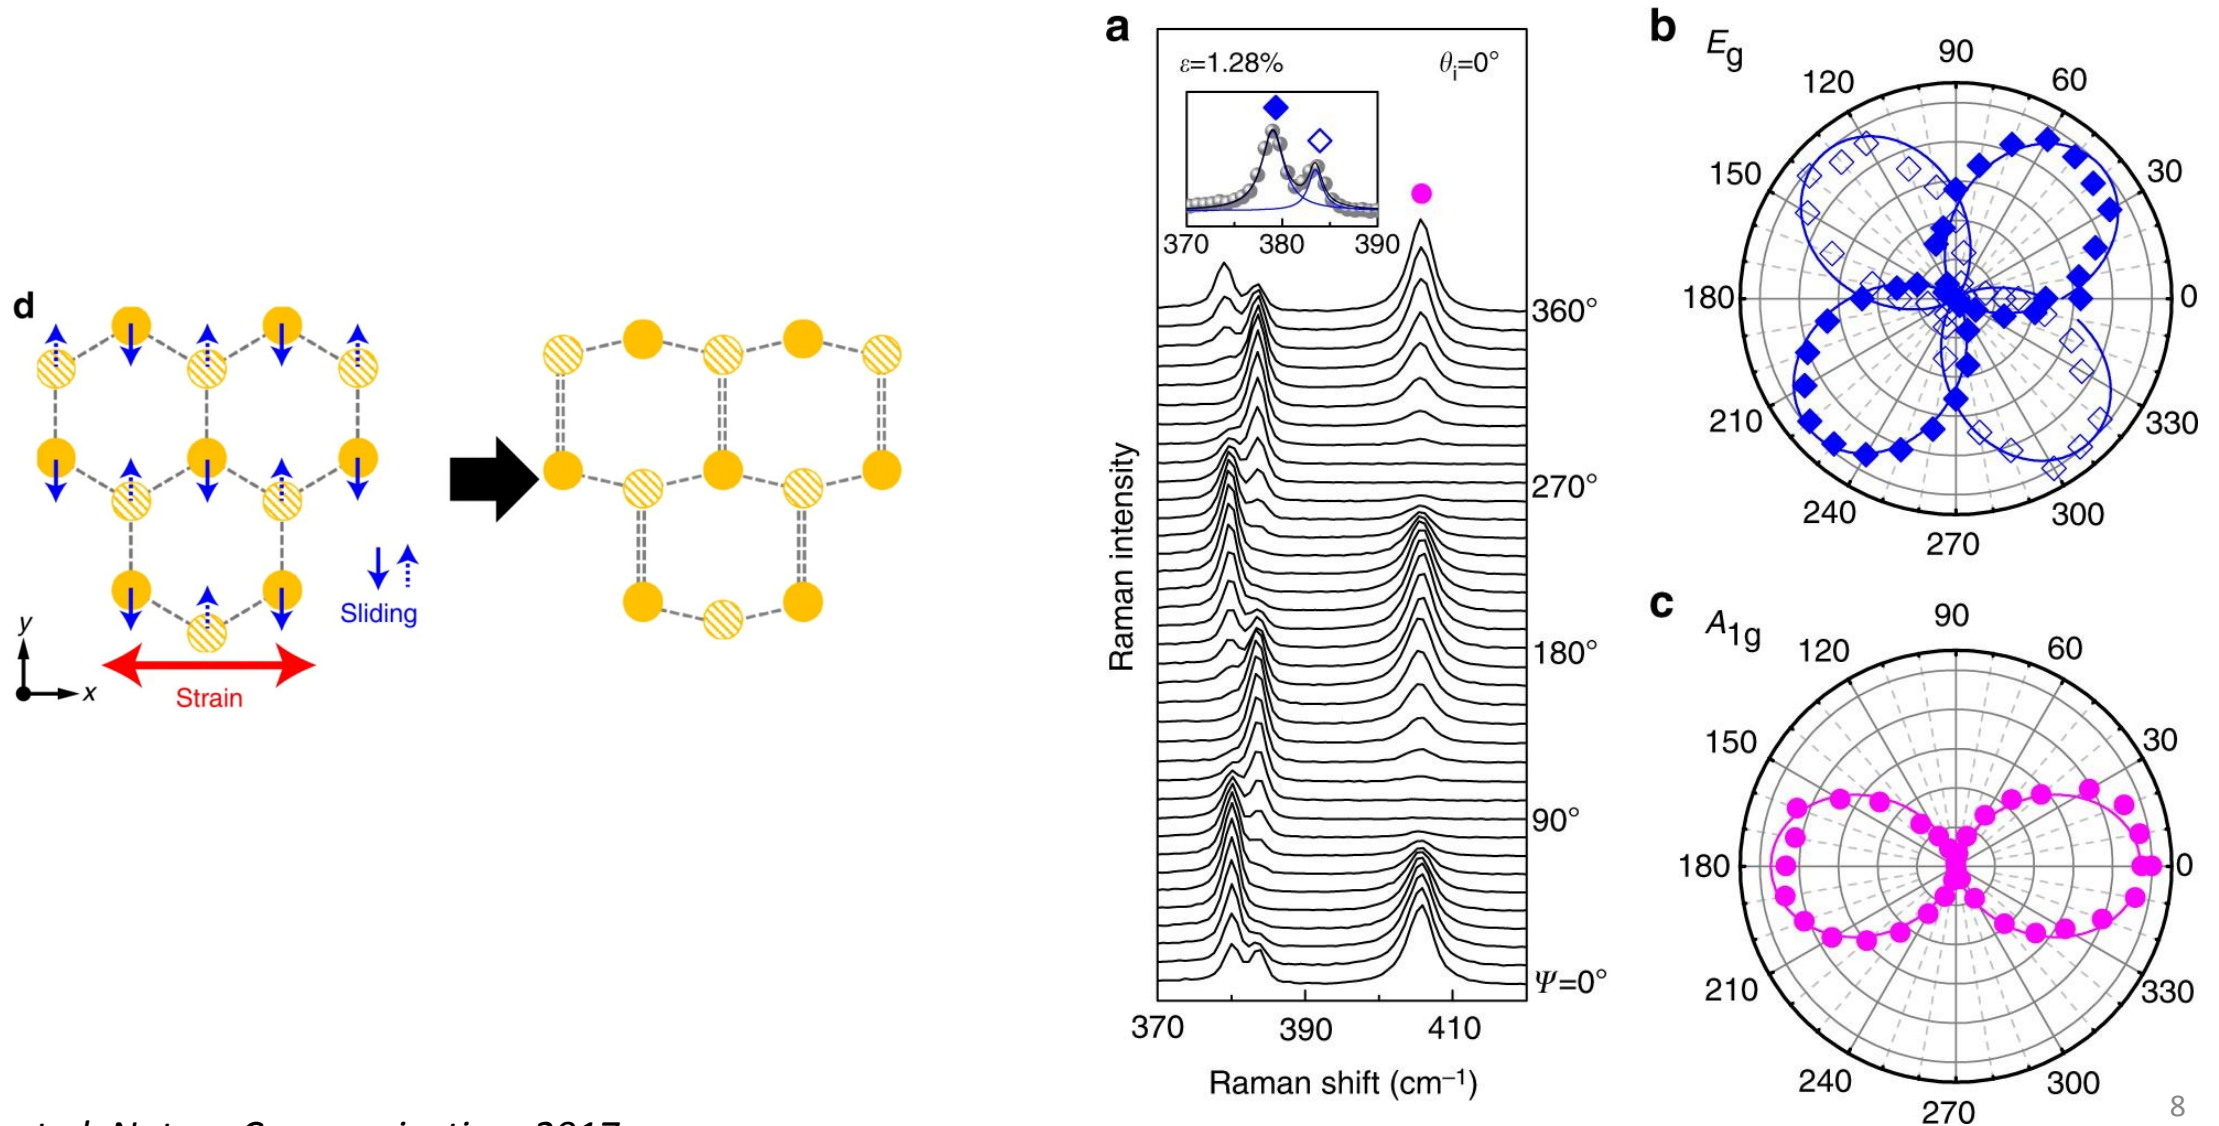 d
Sliding
y
x
Strain
a
ε=1.28%
θi=0°
370
380
390
360°
270°
180°
90°
Ψ=0°
Raman intensity
370
390
410
Raman shift (cm⁻¹)
b
Eg
90
120
60
150
30
180
0
210
330
240
300
270
c
A1g
90
120
60
150
30
180
0
210
330
240
300
270
8
2017